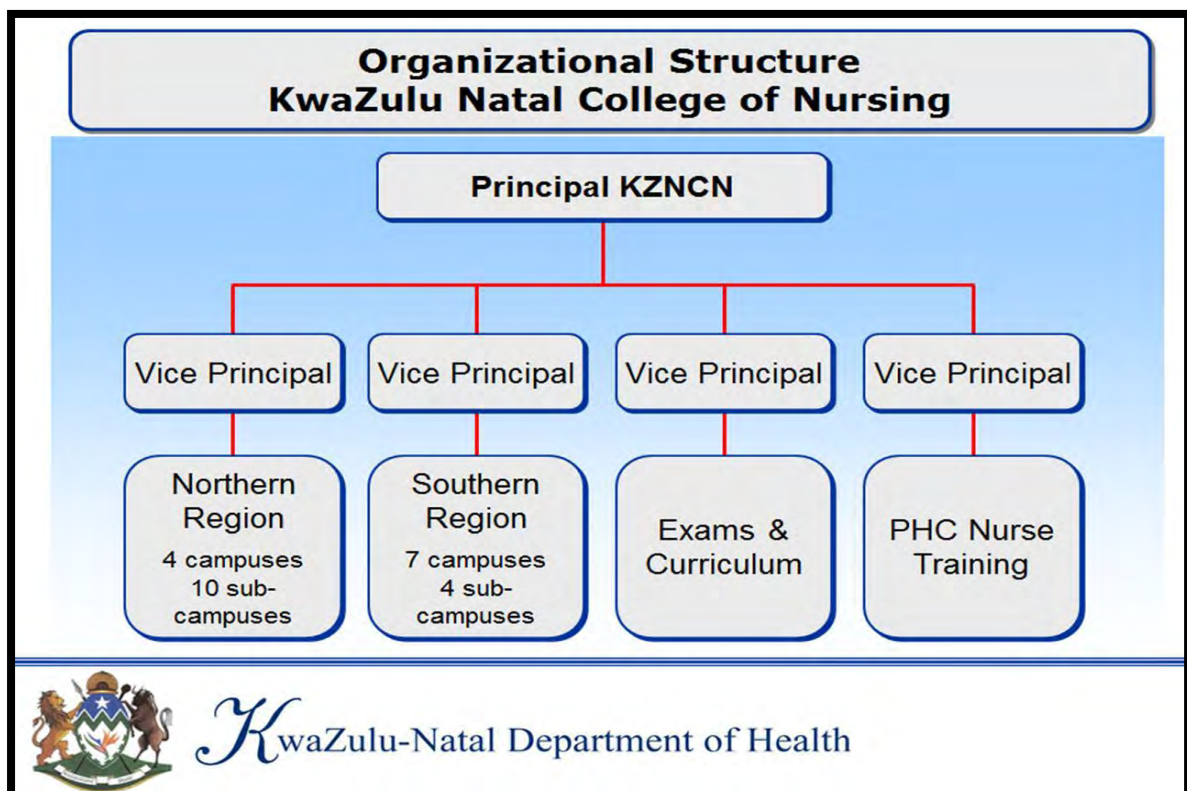 Organizational Structure
KwaZulu Natal College of Nursing
Principal KZNCN
Vice Principal
Vice Principal
Vice Principal
Vice Principal
Northern
Region
4 campuses
10 sub-
campuses
Southern
Region
7 campuses
4 sub-
campuses
Exams &
Curriculum
PHC Nurse
Training
KwaZulu-Natal Department of Health